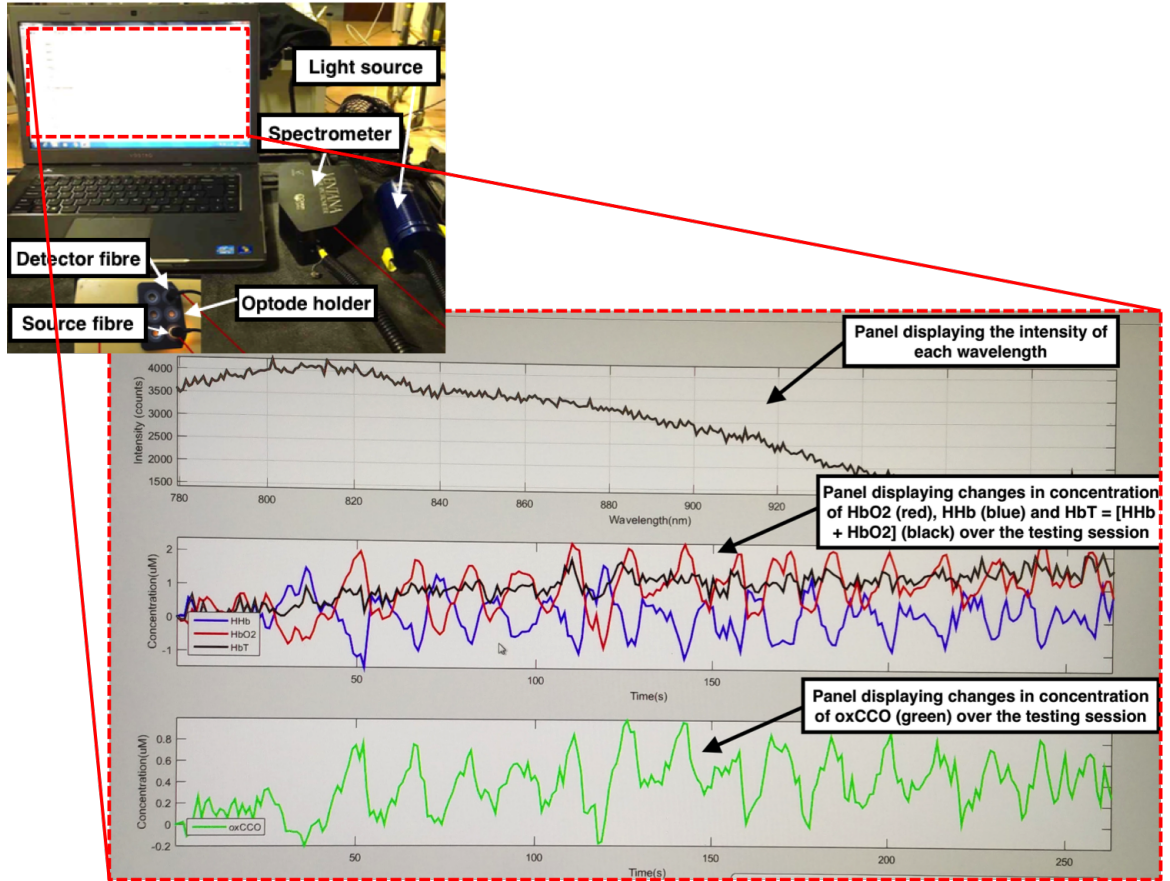 Light source
Spectrometer
VENTANA
Detector fibre
Optode holder
Source fibre
Panel displaying the intensity of
each wavelength
4000
3500
3000
2500
2000
1500
Intensity (counts)
780
800
820
840
860
880
900
920
Wavelength(nm)
Panel displaying changes in concentration
of HbO2 (red), HHb (blue) and HbT = [HHb
+ HbO2] (black) over the testing session
2
1
0
-1
Concentration(uM)
HHb
HbO2
HbT
50
100
150
200
250
Time(s)
Panel displaying changes in concentration
of oxCCO (green) over the testing session
0.8
0.6
0.4
0.2
0
-0.2
Concentration(uM)
oxCCO
50
100
150
200
250
Time(s)